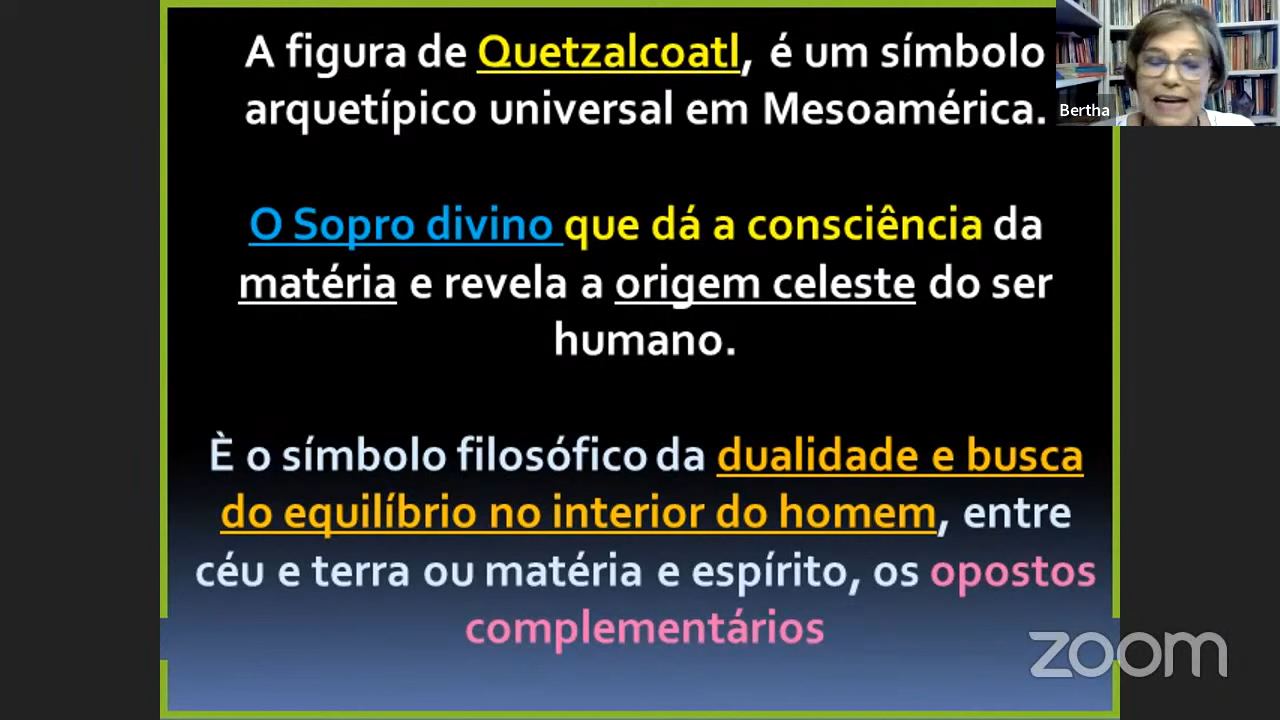 A figura de Quetzalcoatl, é um símbolo
arquetípico universal em Mesoamérica.
O Sopro divino que dá a consciência da
matéria e revela a origem celeste do ser
humano.
È o símbolo filosófico da dualidade e busca
do equilíbrio no interior do homem, entre
céu e terra ou matéria e espírito, os opostos
complementários
Bertha
zoom